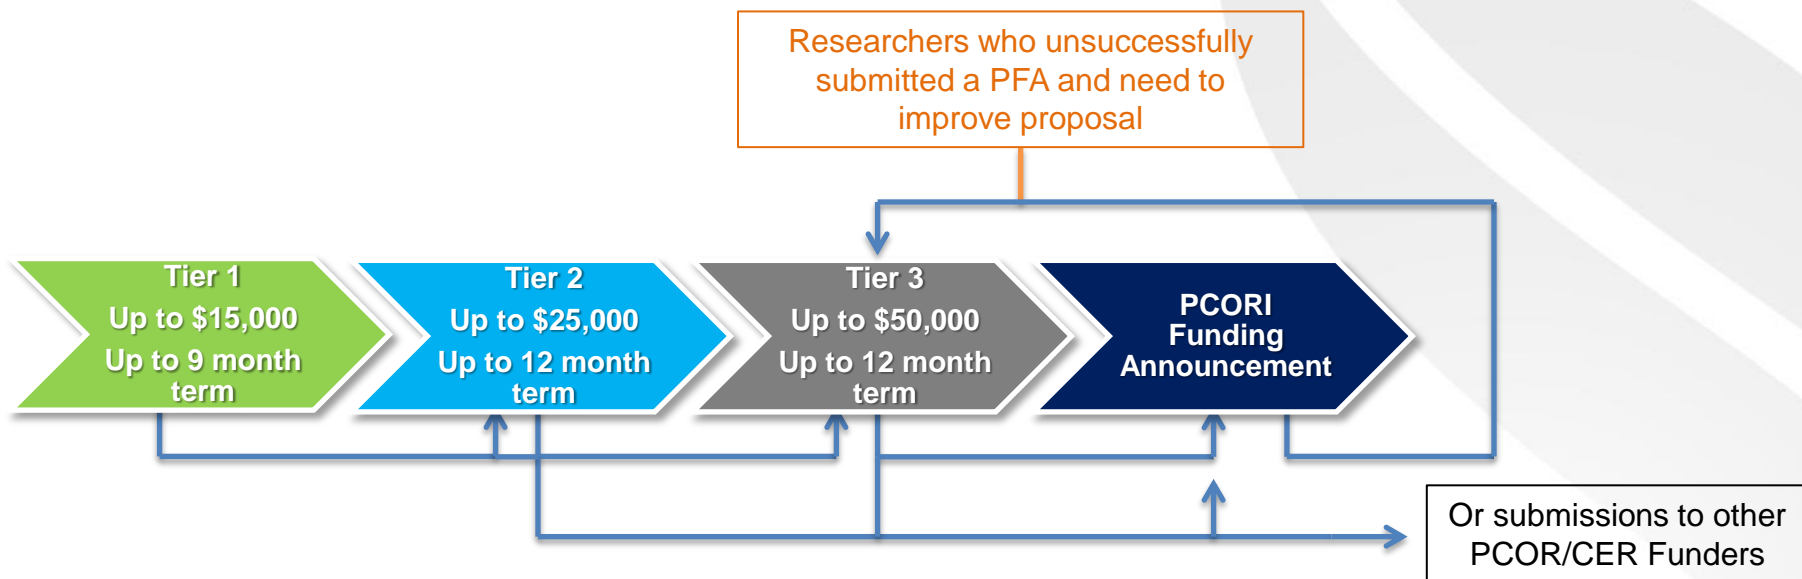 Researchers who unsuccessfully
submitted a PFA and need to
improve proposal
Tier 1
Up to $15,000
Up to 9 month
term
Tier 2
Up to $25,000
Up to 12 month
term
Tier 3
Up to $50,000
Up to 12 month
term
PCORI
Funding
Announcement
Or submissions to other
PCOR/CER Funders